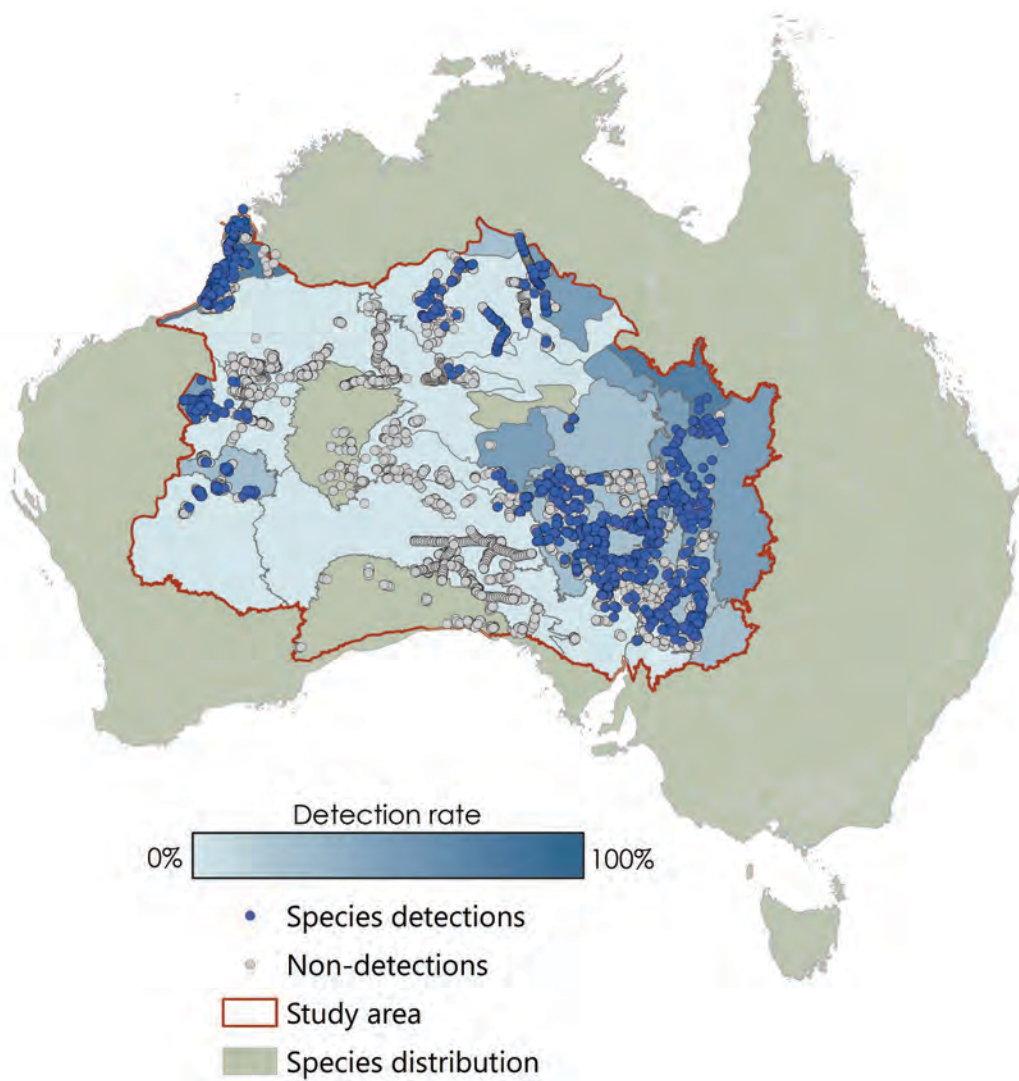 Detection rate
0% 100%
Species detections
Non-detections
Study area
Species distribution